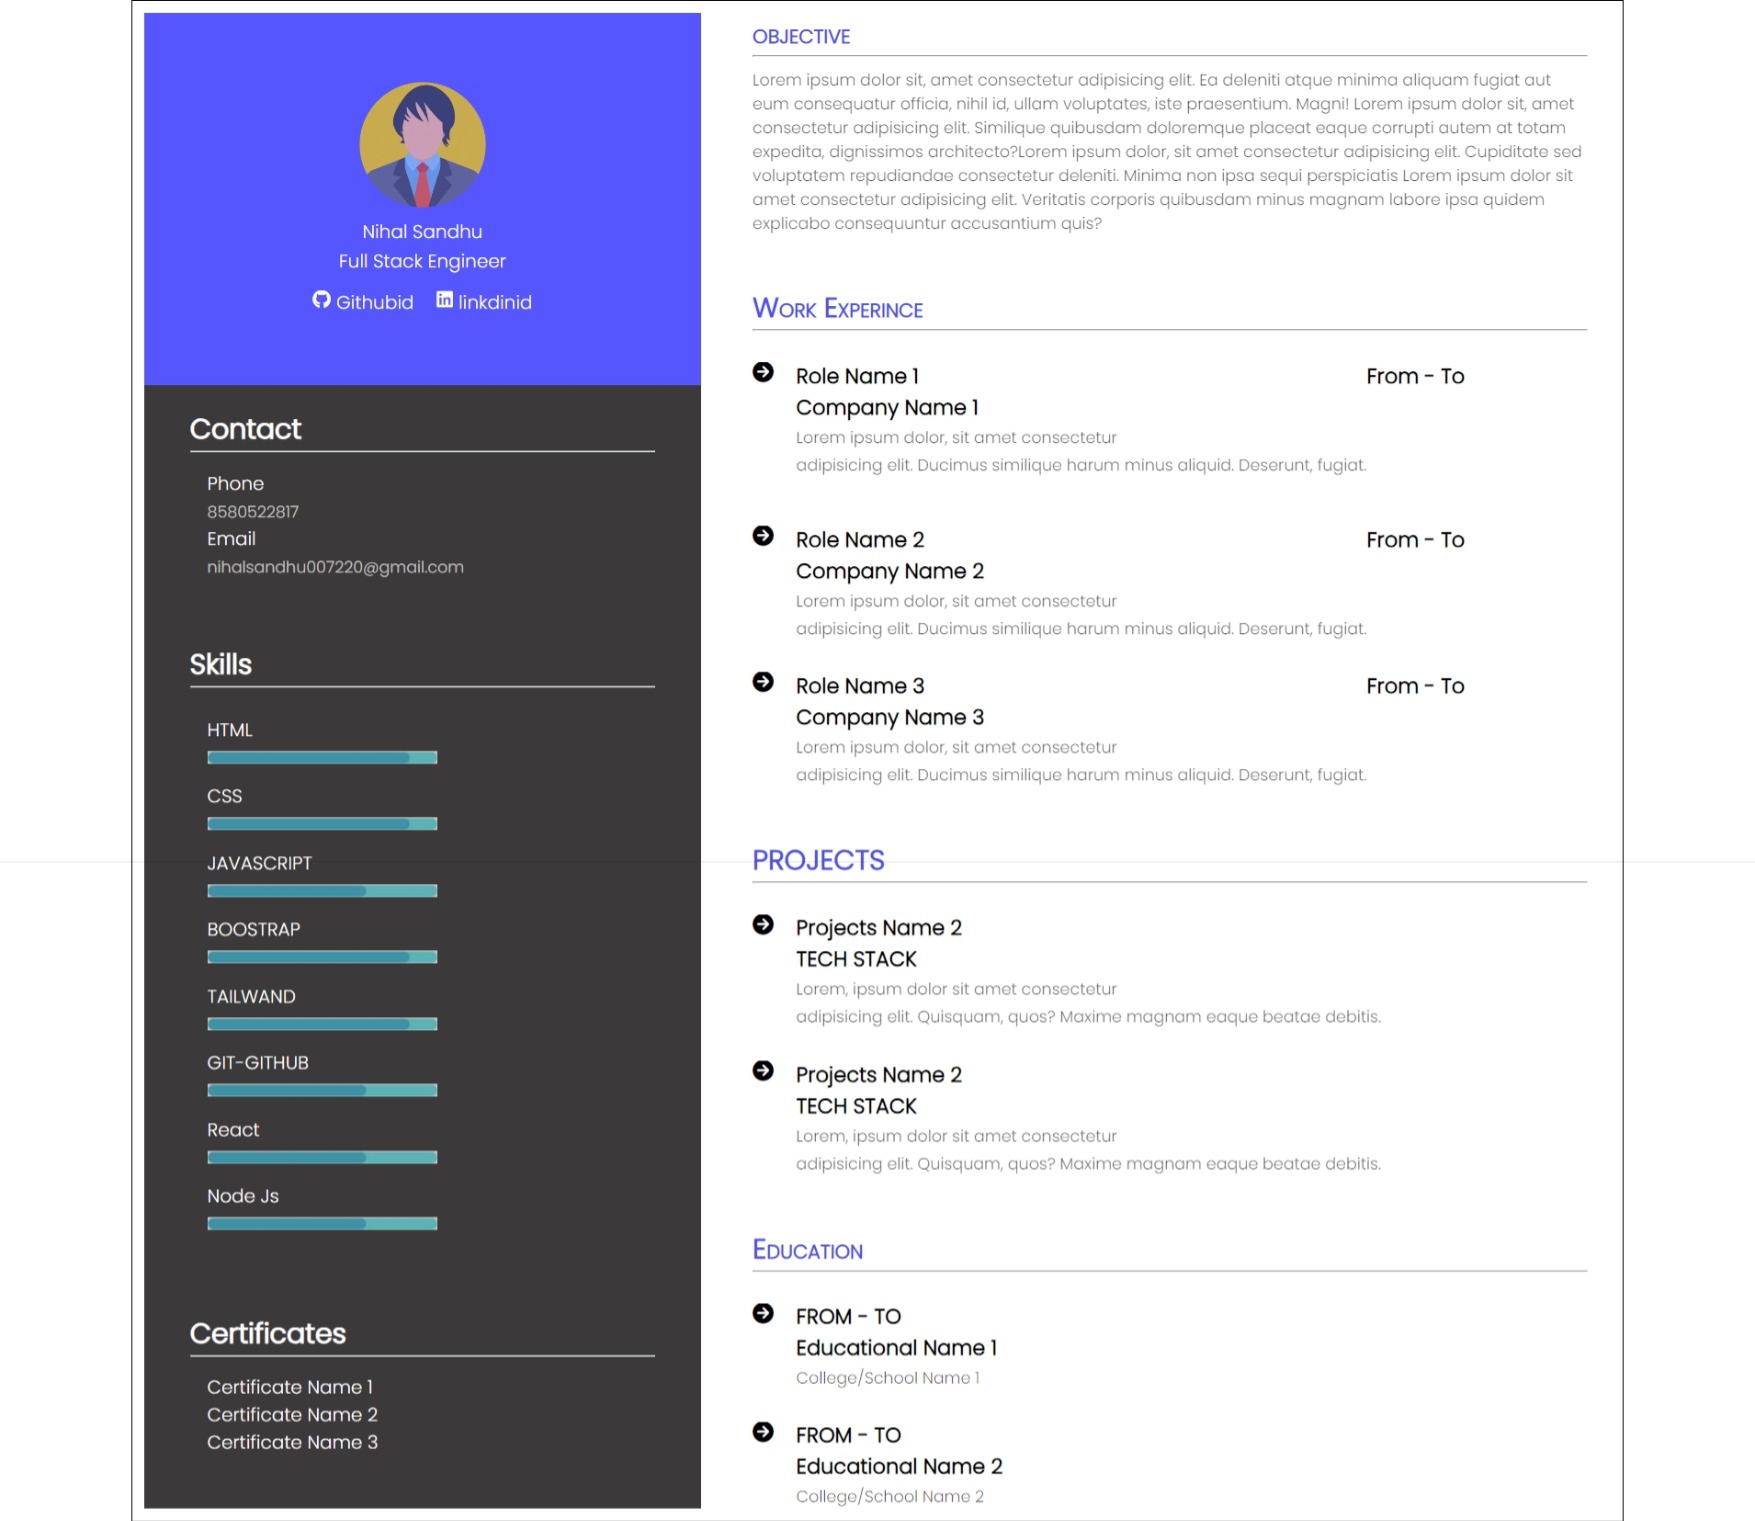 Nihal Sandhu
Full Stack Engineer
Githubid linkdinid
Contact
Phone
8580522817
Email
nihalsandhu007220@gmail.com
Skills
HTML
CSS
JAVASCRIPT
BOOSTRAP
TAILWAND
GIT-GITHUB
React
Node Js
Certificates
Certificate Name 1
Certificate Name 2
Certificate Name 3
OBJECTIVE
Lorem ipsum dolor sit, amet consectetur adipisicing elit. Ea deleniti atque minima aliquam fugiat aut
eum consequatur officia, nihil id, ullam voluptates, iste praesentium. Magni! Lorem ipsum dolor sit, amet
consectetur adipisicing elit. Similique quibusdam doloremque placeat eaque corrupti autem at totam
expedita, dignissimos architecto?Lorem ipsum dolor, sit amet consectetur adipisicing elit. Cupiditate sed
voluptatem repudiandae consectetur deleniti. Minima non ipsa sequi perspiciatis Lorem ipsum dolor sit
amet consectetur adipisicing elit. Veritatis corporis quibusdam minus magnam labore ipsa quidem
explicabo consequuntur accusantium quis?
Work Experince
Role Name 1 From - To
Company Name 1
Lorem ipsum dolor, sit amet consectetur
adipisicing elit. Ducimus similique harum minus aliquid. Deserunt, fugiat.
Role Name 2 From - To
Company Name 2
Lorem ipsum dolor, sit amet consectetur
adipisicing elit. Ducimus similique harum minus aliquid. Deserunt, fugiat.
Role Name 3 From - To
Company Name 3
Lorem ipsum dolor, sit amet consectetur
adipisicing elit. Ducimus similique harum minus aliquid. Deserunt, fugiat.
PROJECTS
Projects Name 2
TECH STACK
Lorem, ipsum dolor sit amet consectetur
adipisicing elit. Quisquam, quos? Maxime magnam eaque beatae debitis.
Projects Name 2
TECH STACK
Lorem, ipsum dolor sit amet consectetur
adipisicing elit. Quisquam, quos? Maxime magnam eaque beatae debitis.
Education
FROM - TO
Educational Name 1
College/School Name 1
FROM - TO
Educational Name 2
College/School Name 2